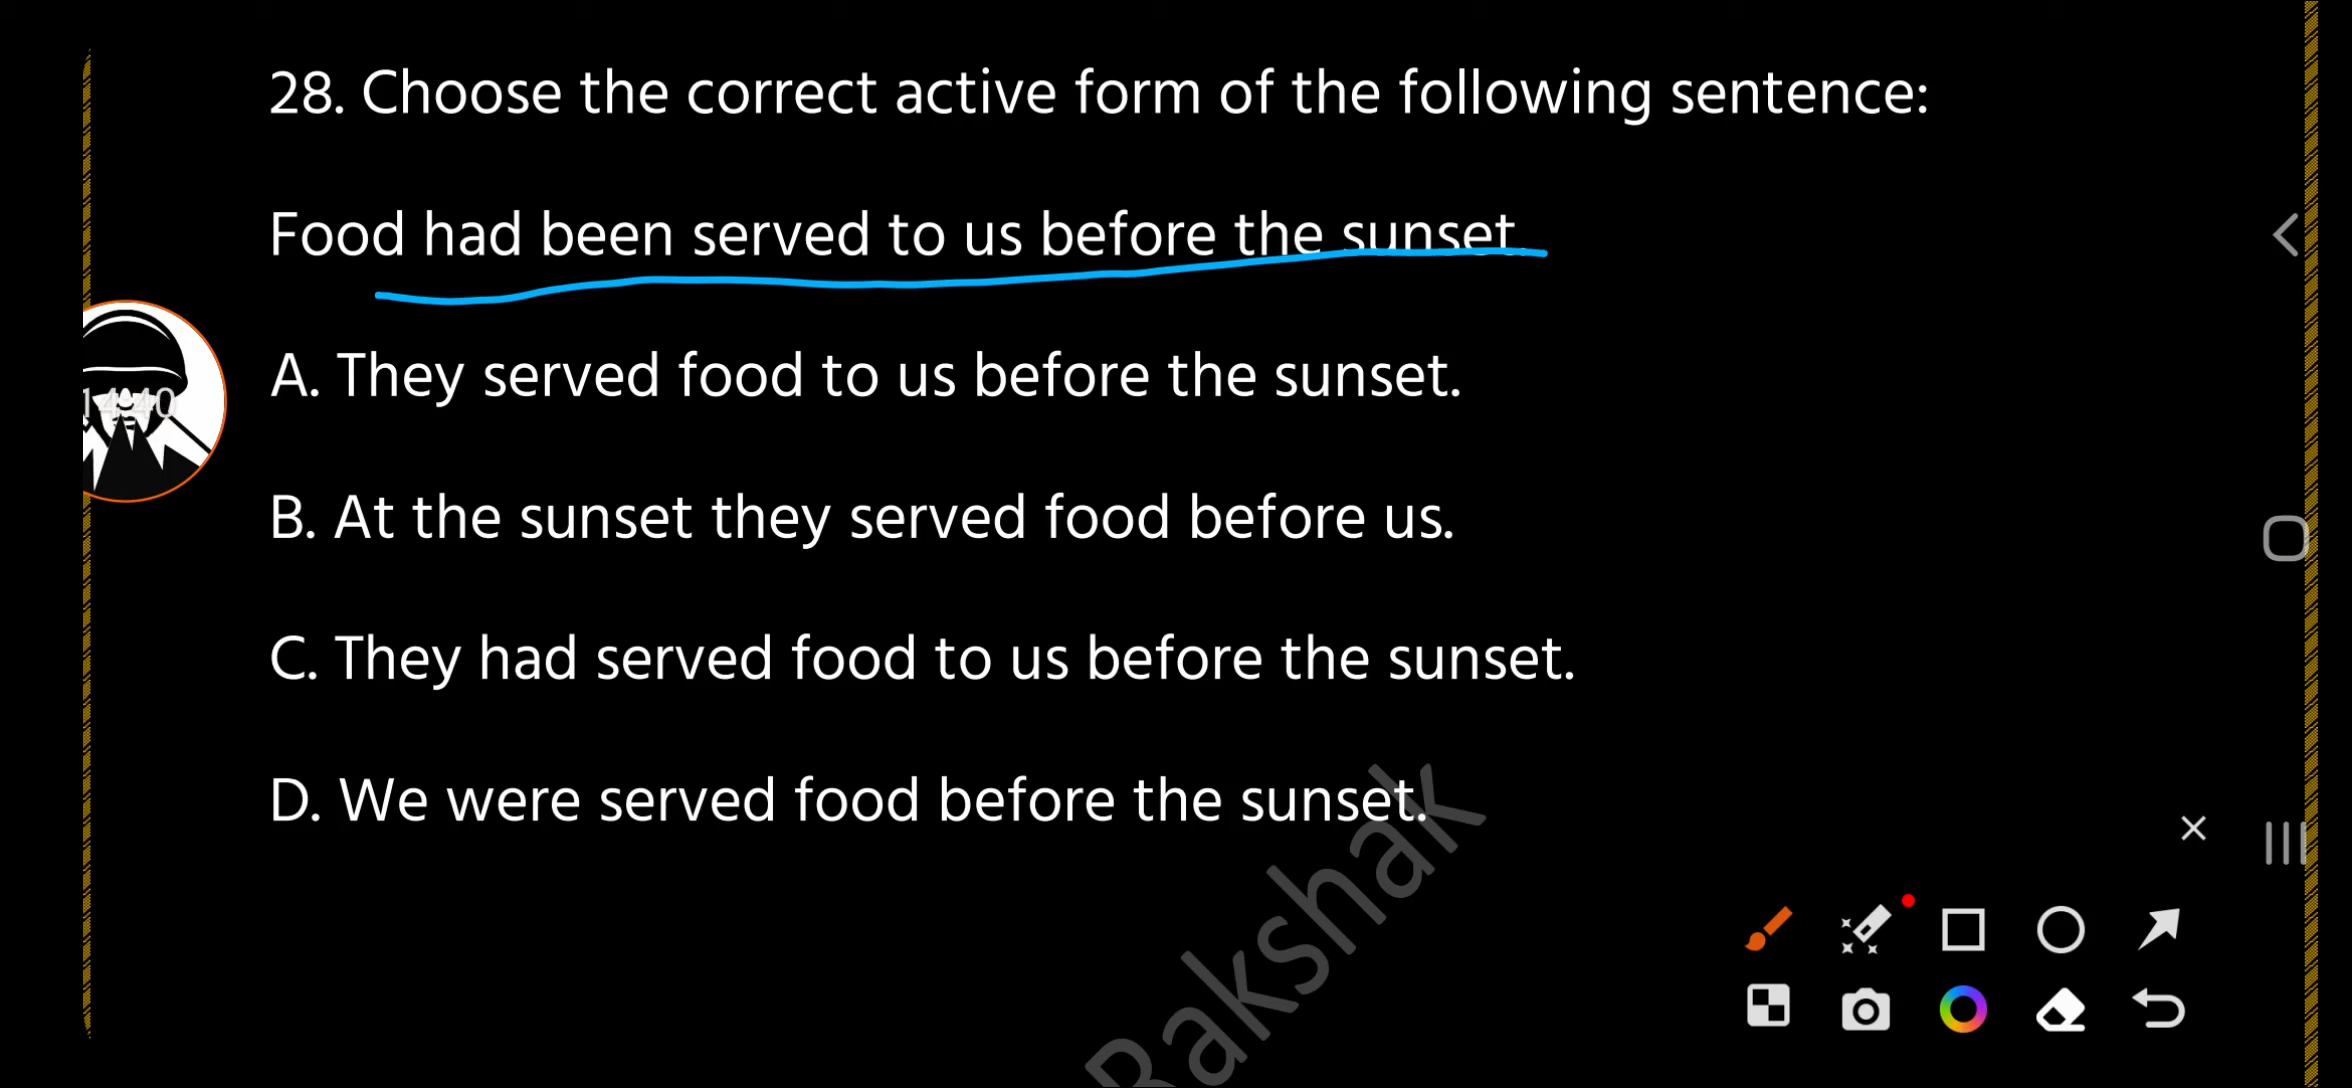 28. Choose the correct active form of the following sentence:
Food had been served to us before the sunset.
14:40
A. They served food to us before the sunset.
B. At the sunset they served food before us.
C. They had served food to us before the sunset.
D. We were served food before the sunset.
Rakshak